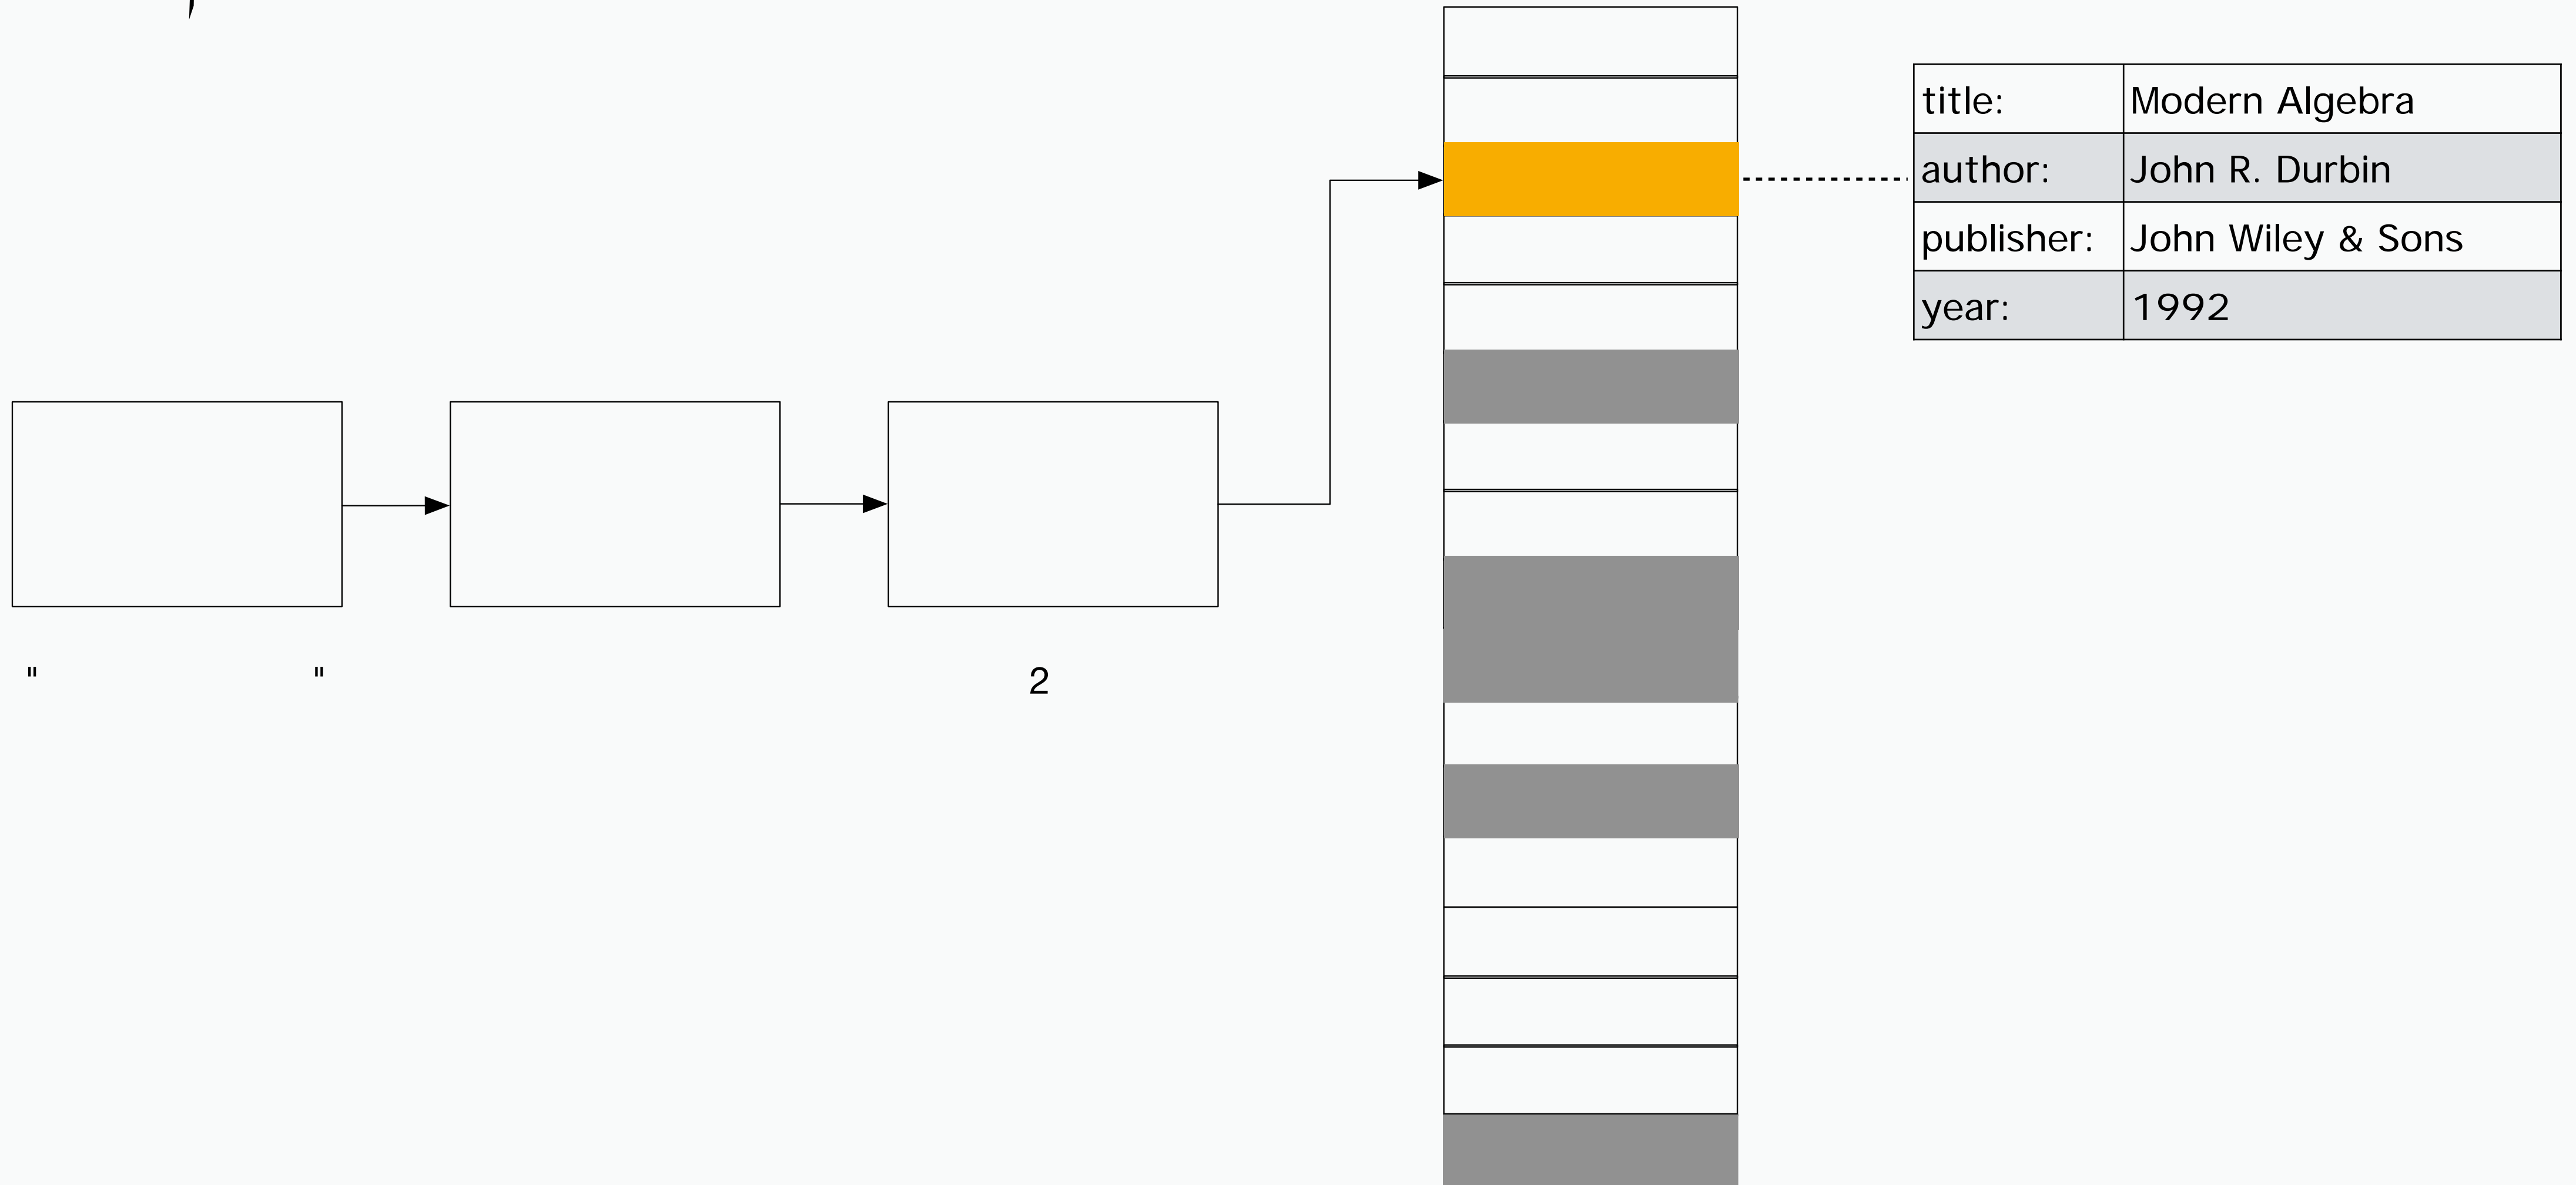 title: Modern Algebra
author: John R. Durbin
publisher: John Wiley & Sons
year: 1992
" "
2